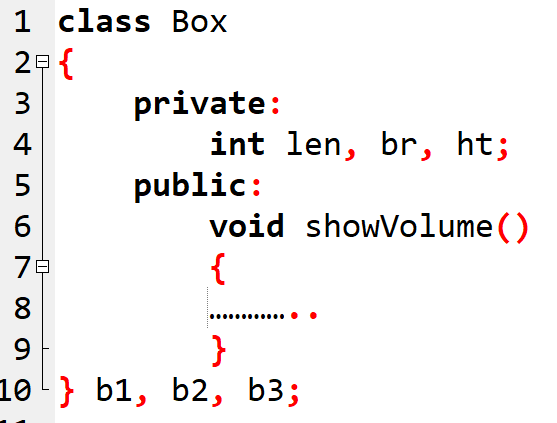 1 class Box
2 {
3 private:
4 int len, br, ht;
5 public:
6 void showVolume()
7 {
8 …………..
9 }
10 } b1, b2, b3;